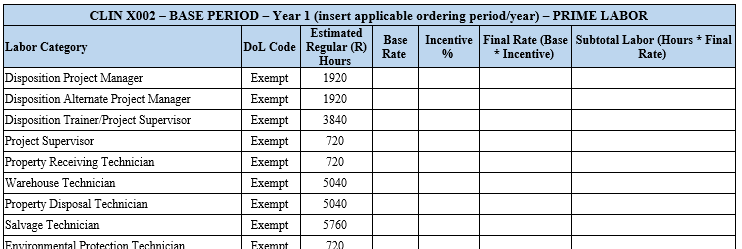 CLIN X002 – BASE PERIOD – Year 1 (insert applicable ordering period/year) – PRIME LABOR
Labor Category DoL Code Estimated Regular (R) Hours Base Rate Incentive % Final Rate (Base * Incentive) Subtotal Labor (Hours * Final Rate)
Disposition Project Manager Exempt 1920
Disposition Alternate Project Manager Exempt 1920
Disposition Trainer/Project Supervisor Exempt 3840
Project Supervisor Exempt 720
Property Receiving Technician Exempt 720
Warehouse Technician Exempt 5040
Property Disposal Technician Exempt 5040
Salvage Technician Exempt 5760
Environmental Protection Technician Exempt 720